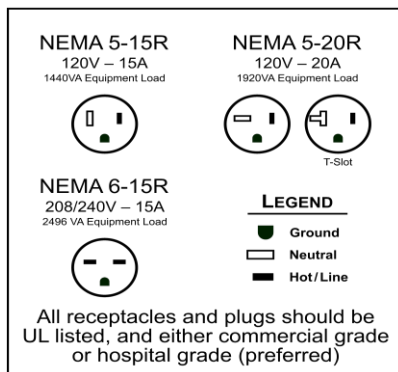 NEMA 5-15R
120V – 15A
1440VA Equipment Load
NEMA 5-20R
120V – 20A
1920VA Equipment Load
T-Slot
NEMA 6-15R
208/240V – 15A
2496 VA Equipment Load
LEGEND
Ground
Neutral
Hot/Line
All receptacles and plugs should be
UL listed, and either commercial grade
or hospital grade (preferred)